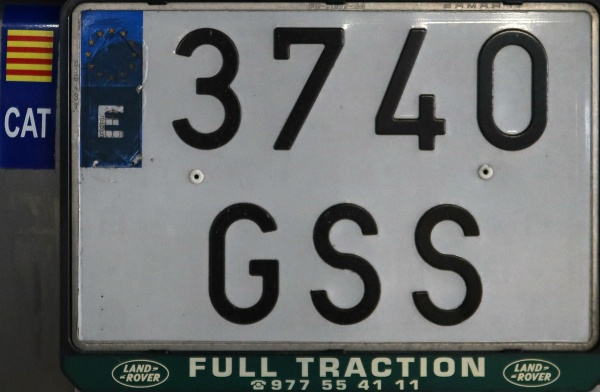 CAT
E
3740
GSS
LAND-ROVER FULL TRACTION LAND-ROVER
☎977 55 41 11